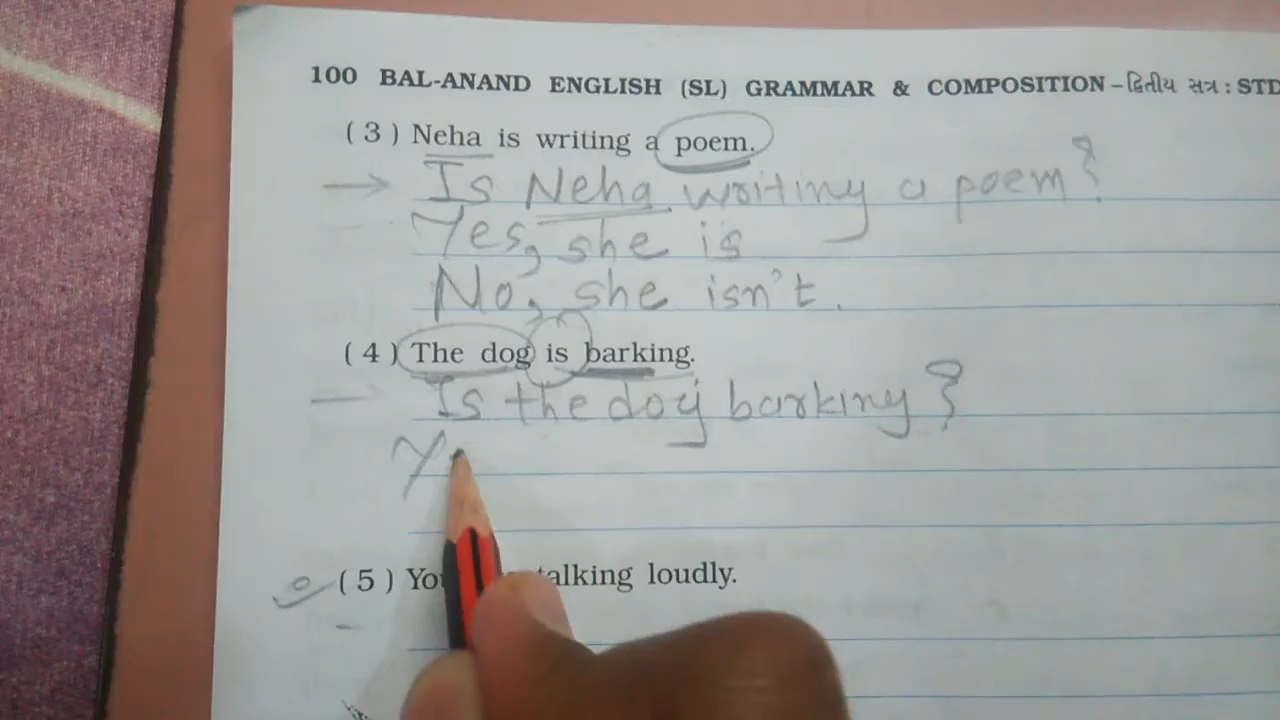 100 BAL-ANAND ENGLISH (SL) GRAMMAR & COMPOSITION – દ્વિતીય સત્ર : STD
( 3 ) Neha is writing a poem.
Is Neha writing a poem?
Yes, she is
No, she isn't.
( 4 ) The dog is barking.
Is the dog barking?
( 5 ) talking loudly.